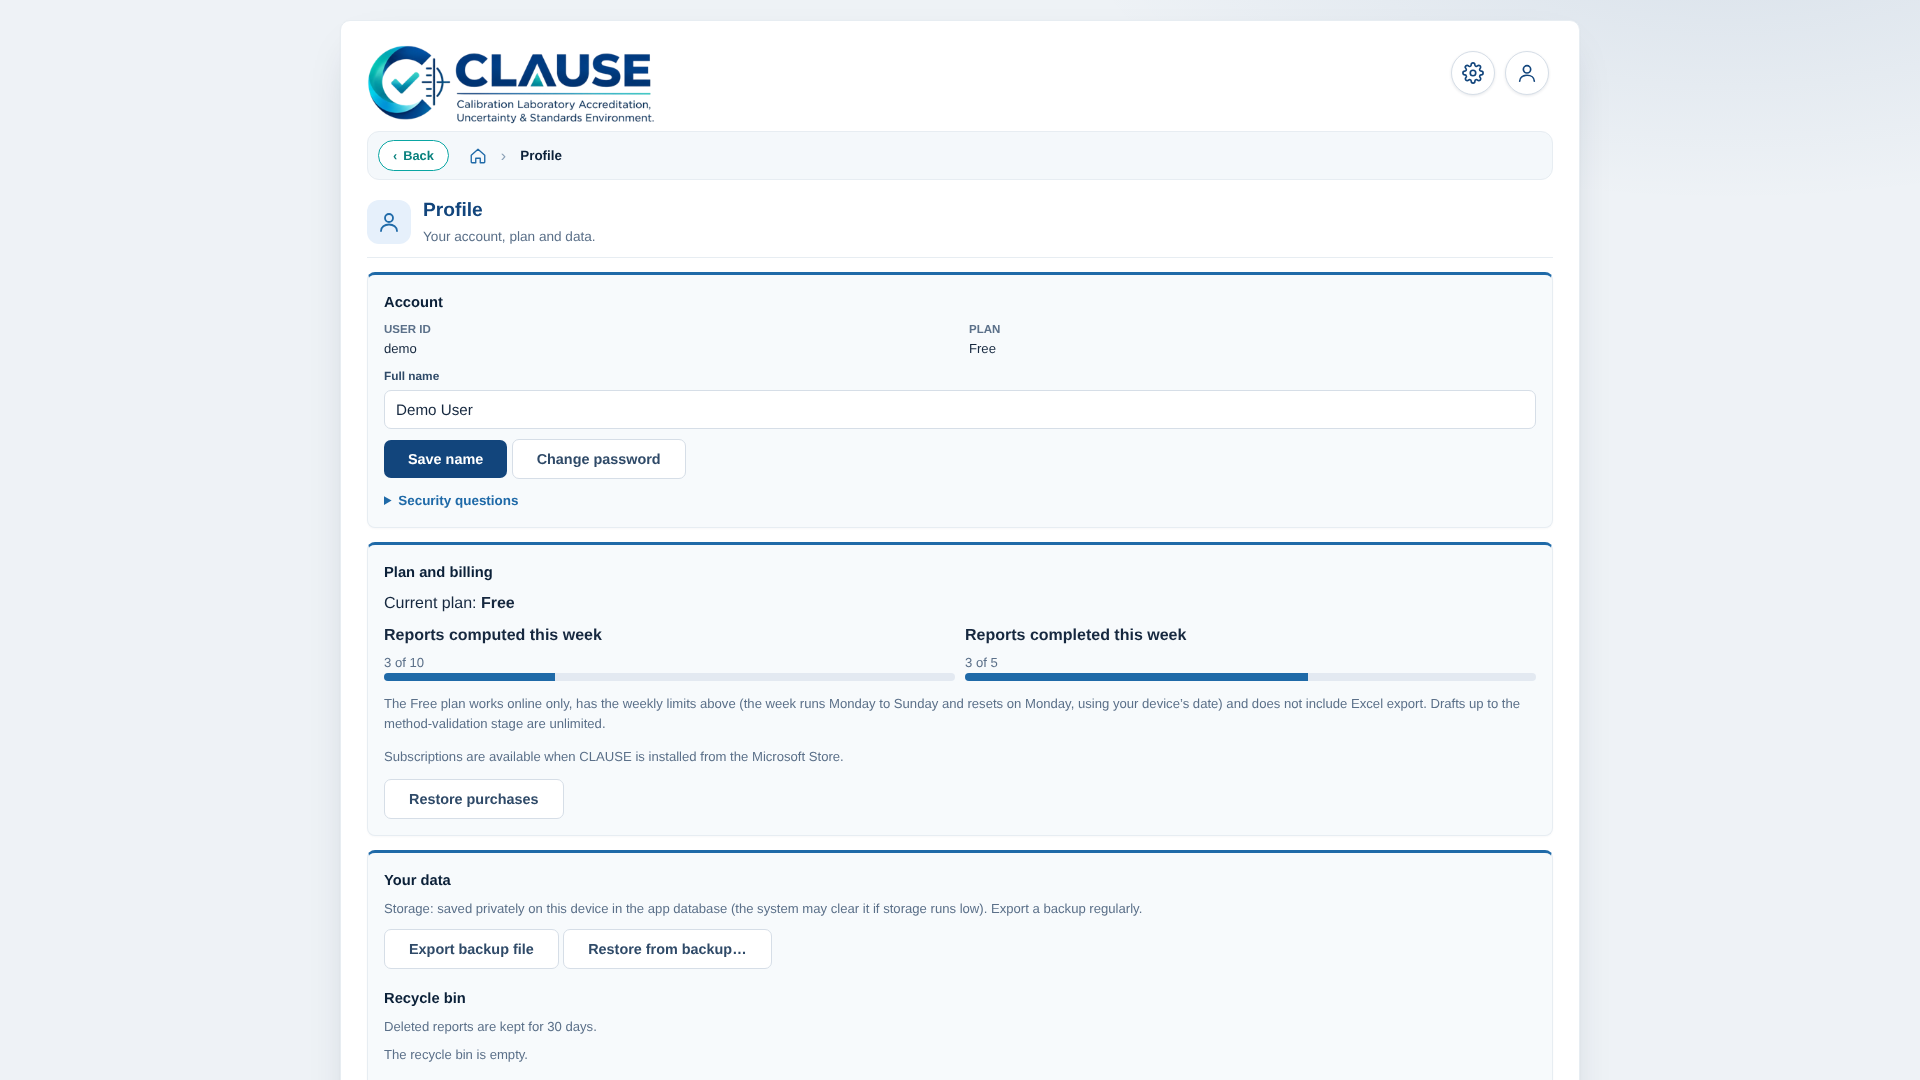 CLAUSE
Calibration Laboratory Accreditation,
Uncertainty & Standards Environment.
‹ Back
› Profile
Profile
Your account, plan and data.
Account
USER ID
demo
PLAN
Free
Full name
Demo User
Save name
Change password
Security questions
Plan and billing
Current plan: Free
Reports computed this week
3 of 10
Reports completed this week
3 of 5
The Free plan works online only, has the weekly limits above (the week runs Monday to Sunday and resets on Monday, using your device's date) and does not include Excel export. Drafts up to the
method-validation stage are unlimited.
Subscriptions are available when CLAUSE is installed from the Microsoft Store.
Restore purchases
Your data
Storage: saved privately on this device in the app database (the system may clear it if storage runs low). Export a backup regularly.
Export backup file
Restore from backup…
Recycle bin
Deleted reports are kept for 30 days.
The recycle bin is empty.